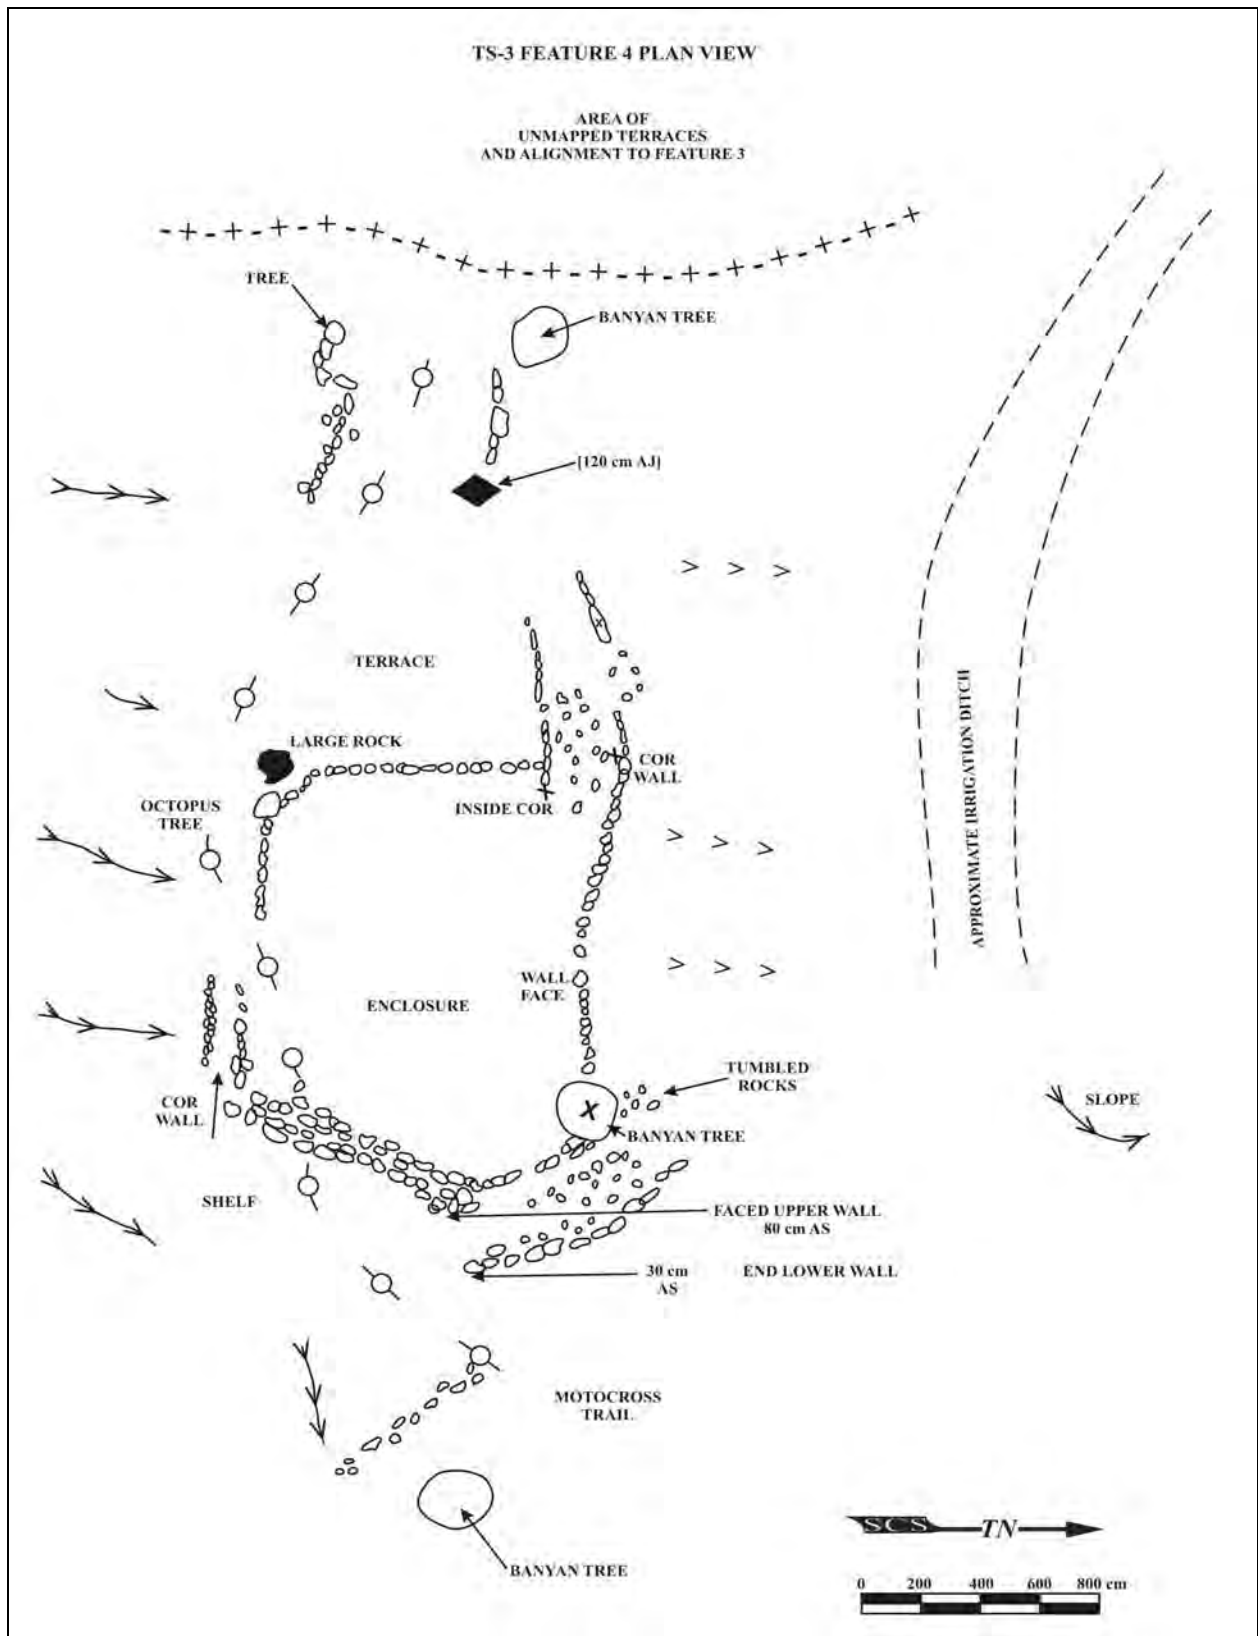 TS-3 FEATURE 4 PLAN VIEW
AREA OF
UNMAPPED TERRACES
AND ALIGNMENT TO FEATURE 3
TREE
BANYAN TREE
[120 cm AJ]
TERRACE
LARGE ROCK
COR
WALL
OCTOPUS
TREE
INSIDE COR
APPROXIMATE IRRIGATION DITCH
WALL
FACE
ENCLOSURE
TUMBLED
ROCKS
COR
WALL
SLOPE
BANYAN TREE
SHELF
FACED UPPER WALL
80 cm AS
30 cm
AS
END LOWER WALL
MOTOCROSS
TRAIL
BANYAN TREE
SCS TN
0 200 400 600 800 cm
X
X